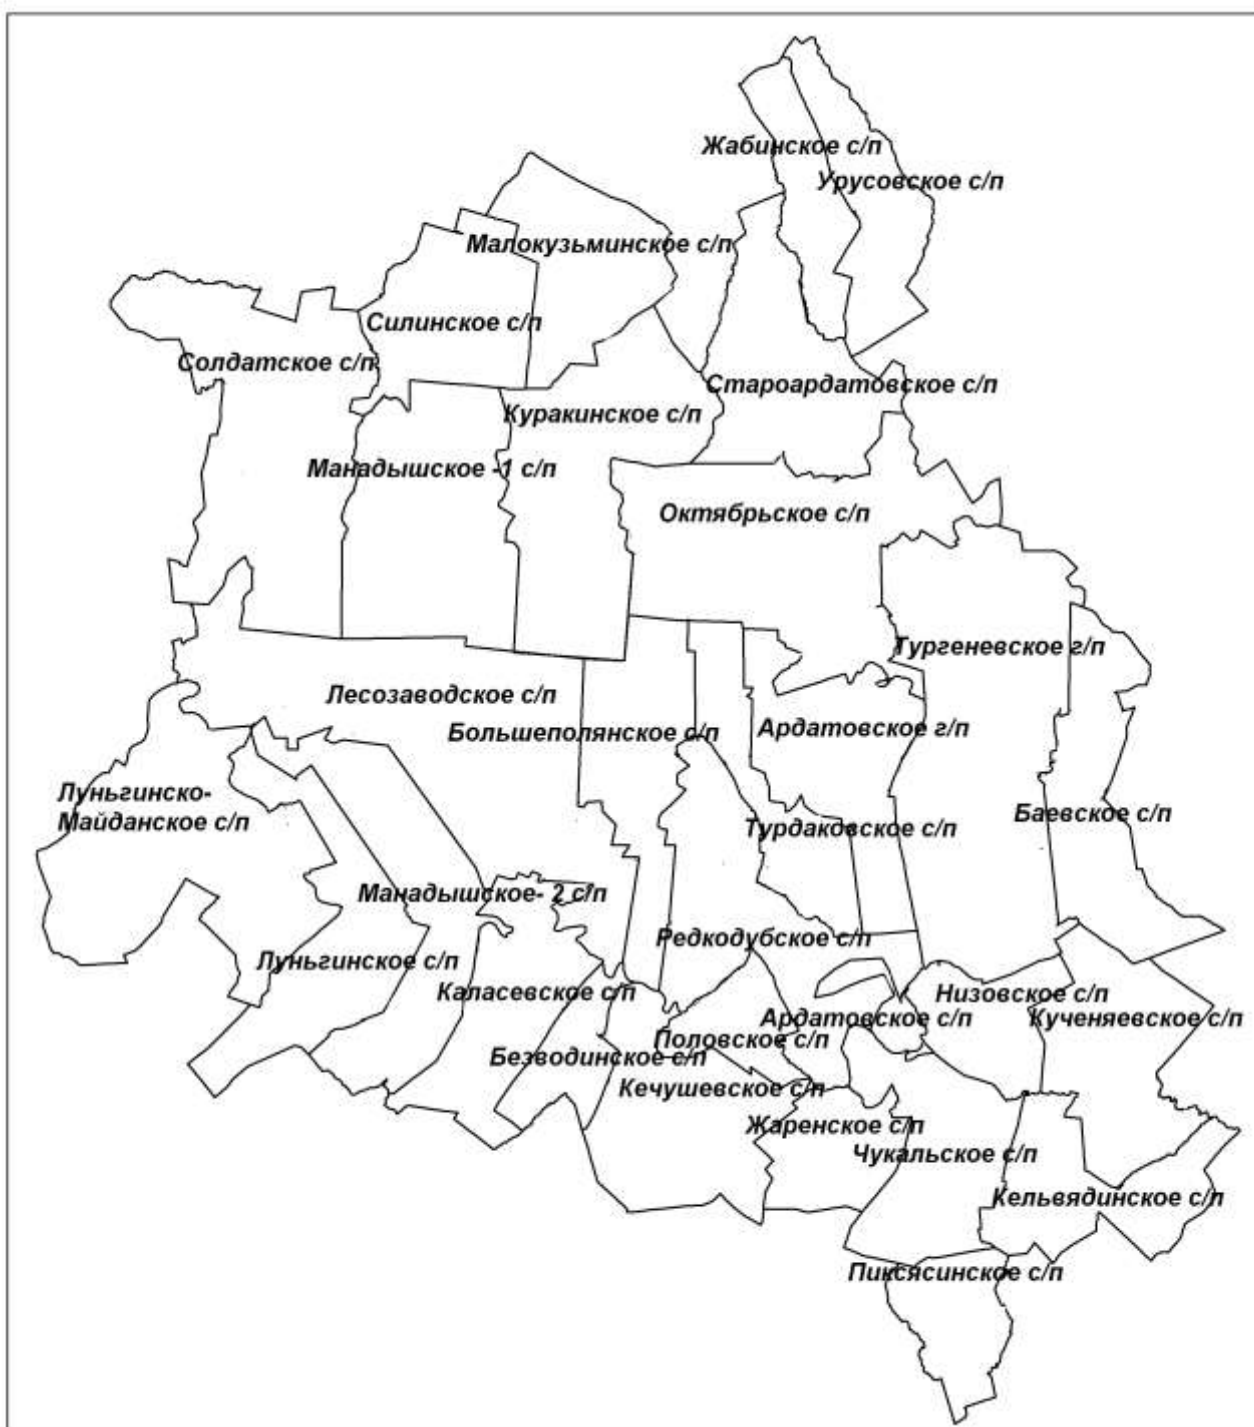 Жабинское с/п
Урусовское с/п
Малокузьминское с/п
Силинское с/п
Солдатское с/п
Староардатовское с/п
Куракинское с/п
Манадышское -1 с/п
Октябрьское с/п
Тургеневское г/п
Лесозаводское с/п
Большеполянское с/п
Ардатовское г/п
Луньгинско-
Майданское с/п
Баевское с/п
Турдаковское с/п
Манадышское- 2 с/п
Редкодубское с/п
Луньгинское с/п
Каласевское с/п
Низовское с/п
Ардатовское с/п
Кученяевское с/п
Половское с/п
Безводинское с/п
Кечушевское с/п
Жаренское с/п
Чукальское с/п
Кельвядинское с/п
Пиксясинское с/п